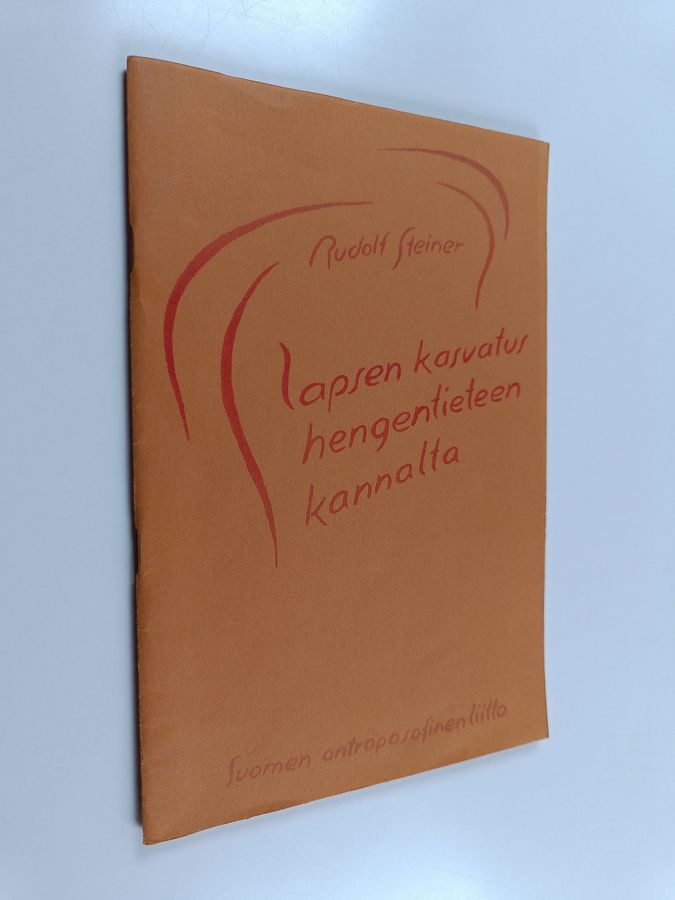 Rudolf Steiner
lapsen kasvatus
hengentieteen
kannalta
Suomen antroposofinen liitto